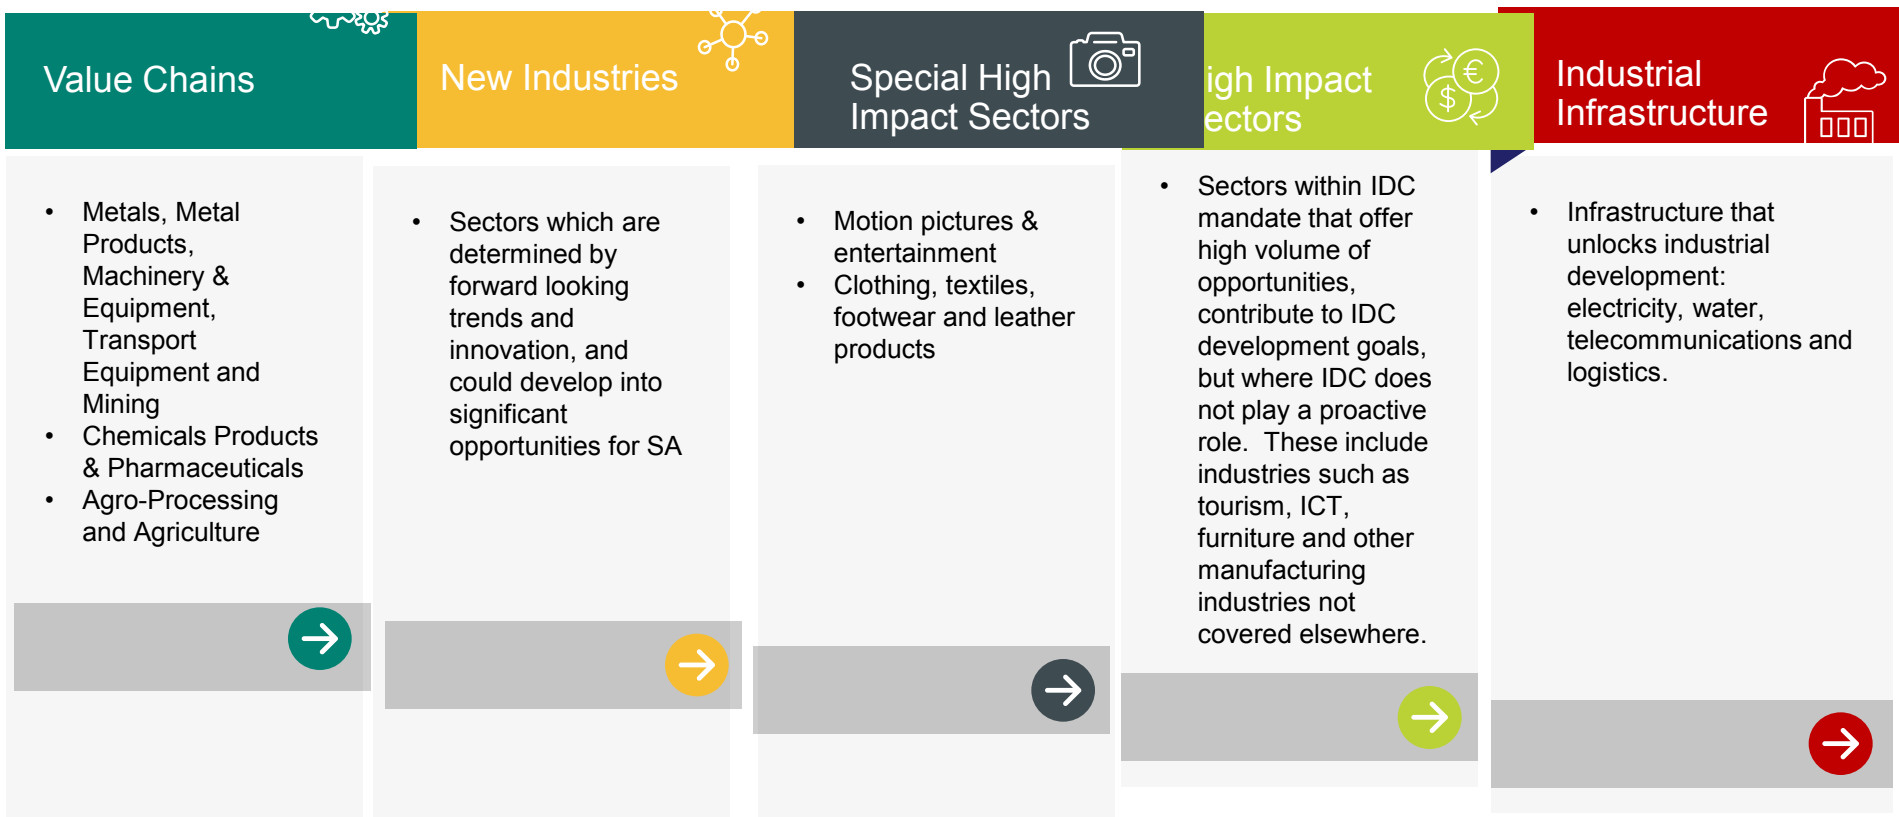 Value Chains
• Metals, Metal
Products,
Machinery &
Equipment,
Transport
Equipment and
Mining
• Chemicals Products
& Pharmaceuticals
• Agro-Processing
and Agriculture
New Industries
• Sectors which are
determined by
forward looking
trends and
innovation, and
could develop into
significant
opportunities for SA
Special High
Impact Sectors
• Motion pictures &
entertainment
• Clothing, textiles,
footwear and leather
products
igh Impact
ectors
€
$
• Sectors within IDC
mandate that offer
high volume of
opportunities,
contribute to IDC
development goals,
but where IDC does
not play a proactive
role. These include
industries such as
tourism, ICT,
furniture and other
manufacturing
industries not
covered elsewhere.
Industrial
Infrastructure
• Infrastructure that
unlocks industrial
development:
electricity, water,
telecommunications and
logistics.